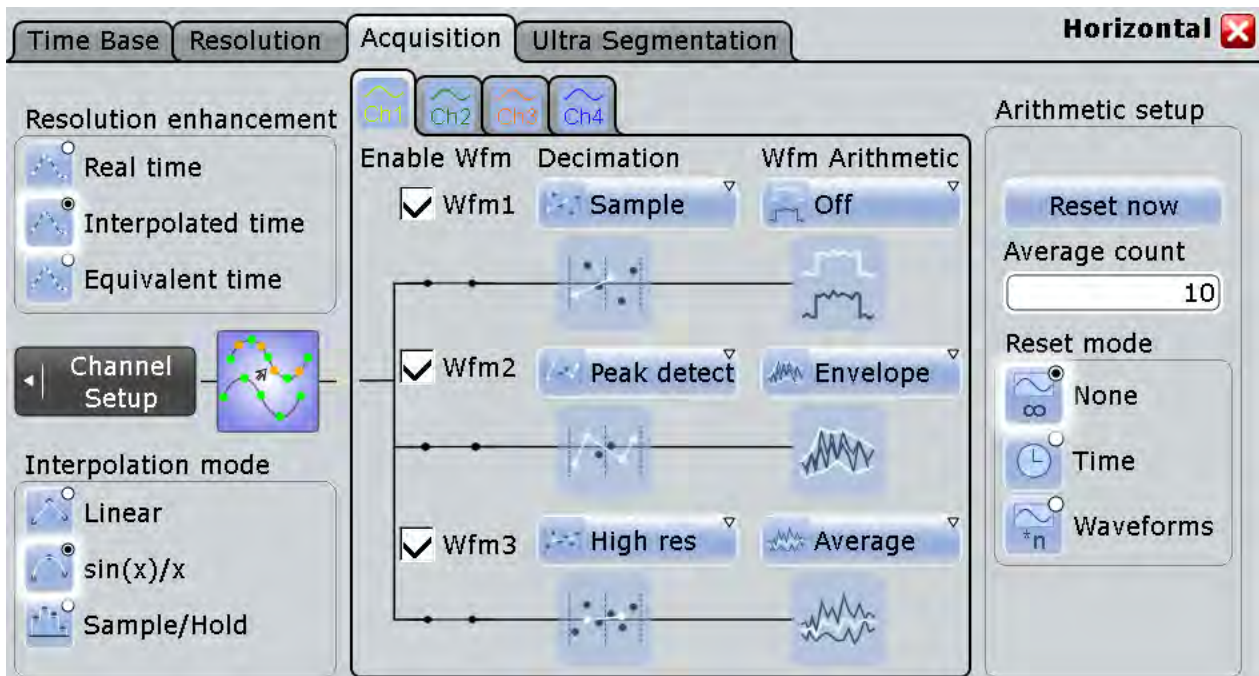 Time Base
Resolution
Acquisition
Ultra Segmentation
Horizontal
Resolution enhancement
Real time
Interpolated time
Equivalent time
Channel
Setup
Interpolation mode
Linear
sin(x)/x
Sample/Hold
Ch1
Ch2
Ch3
Ch4
Enable Wfm
Decimation
Wfm Arithmetic
Wfm1
Sample
Off
Wfm2
Peak detect
Envelope
Wfm3
High res
Average
Arithmetic setup
Reset now
Average count
10
Reset mode
∞
None
Time
*n
Waveforms